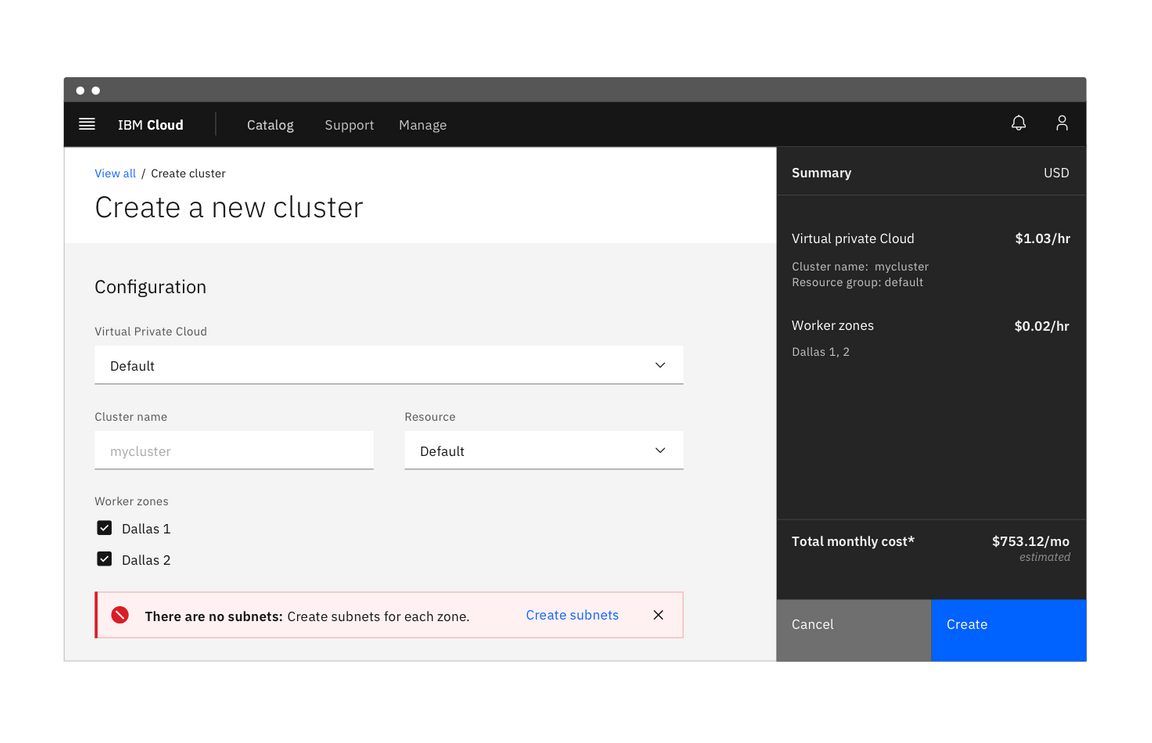 IBM Cloud
Catalog
Support
Manage
View all / Create cluster
Create a new cluster
Configuration
Virtual Private Cloud
Default
Cluster name
mycluster
Resource
Default
Worker zones
Dallas 1
Dallas 2
There are no subnets: Create subnets for each zone.
Create subnets
Summary
USD
Virtual private Cloud
$1.03/hr
Cluster name: mycluster
Resource group: default
Worker zones
$0.02/hr
Dallas 1, 2
Total monthly cost*
$753.12/mo
estimated
Cancel
Create